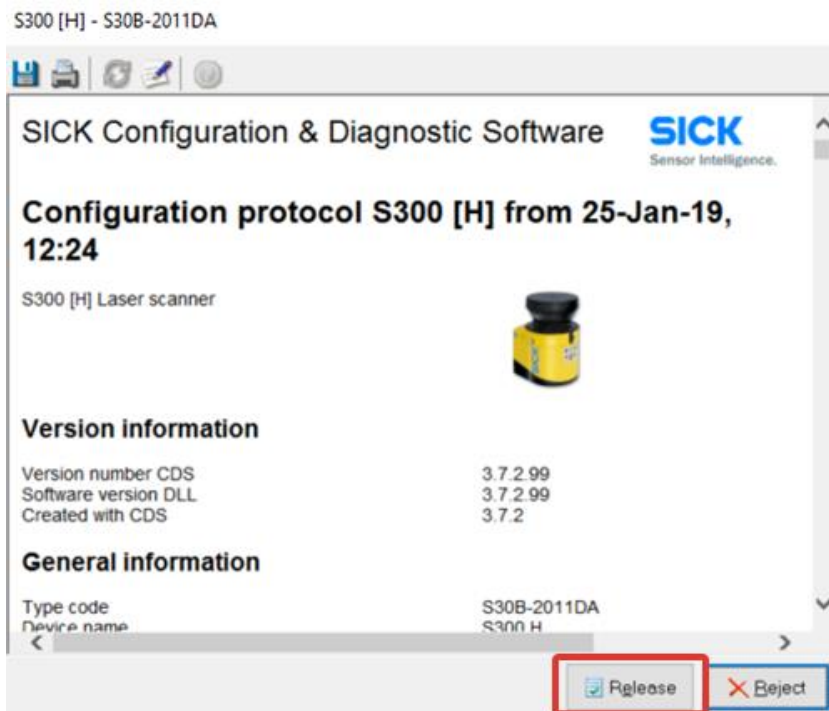 S300 [H] - S30B-2011DA
SICK Configuration & Diagnostic Software
SICK
Sensor Intelligence.
Configuration protocol S300 [H] from 25-Jan-19,
12:24
S300 [H] Laser scanner
Version information
Version number CDS 3.7.2.99
Software version DLL 3.7.2.99
Created with CDS 3.7.2
General information
Type code S30B-2011DA
Device name S300 H
Release
Reject